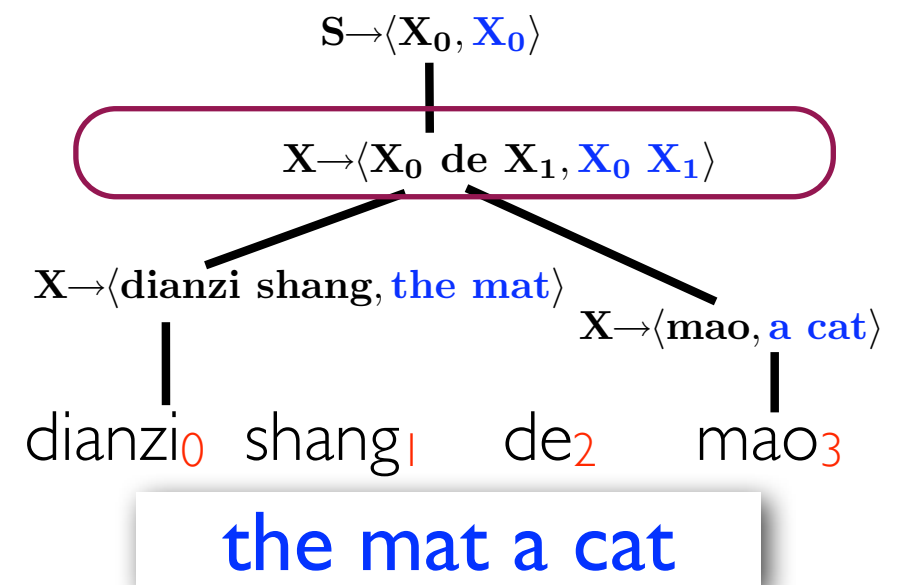 S→⟨X₀, X₀⟩
X→⟨X₀ de X₁, X₀ X₁⟩
X→⟨dianzi shang, the mat⟩
X→⟨mao, a cat⟩
dianzi₀ shang₁ de₂ mao₃
the mat a cat